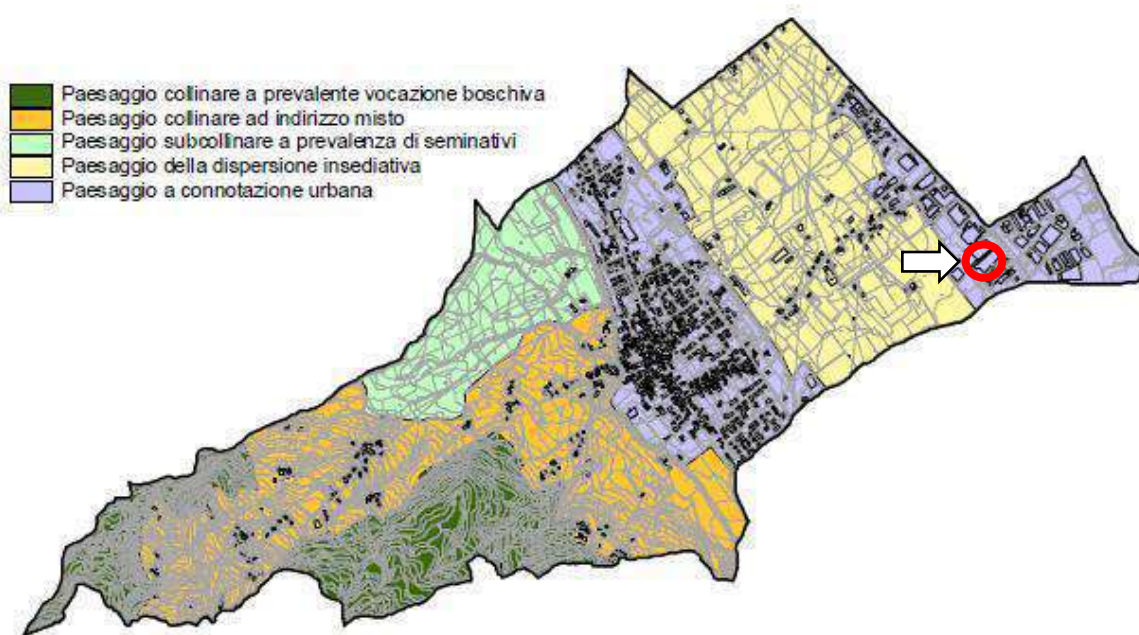 Paesaggio collinare a prevalente vocazione boschiva
Paesaggio collinare ad indirizzo misto
Paesaggio subcollinare a prevalenza di seminativi
Paesaggio della dispersione insediativa
Paesaggio a connotazione urbana